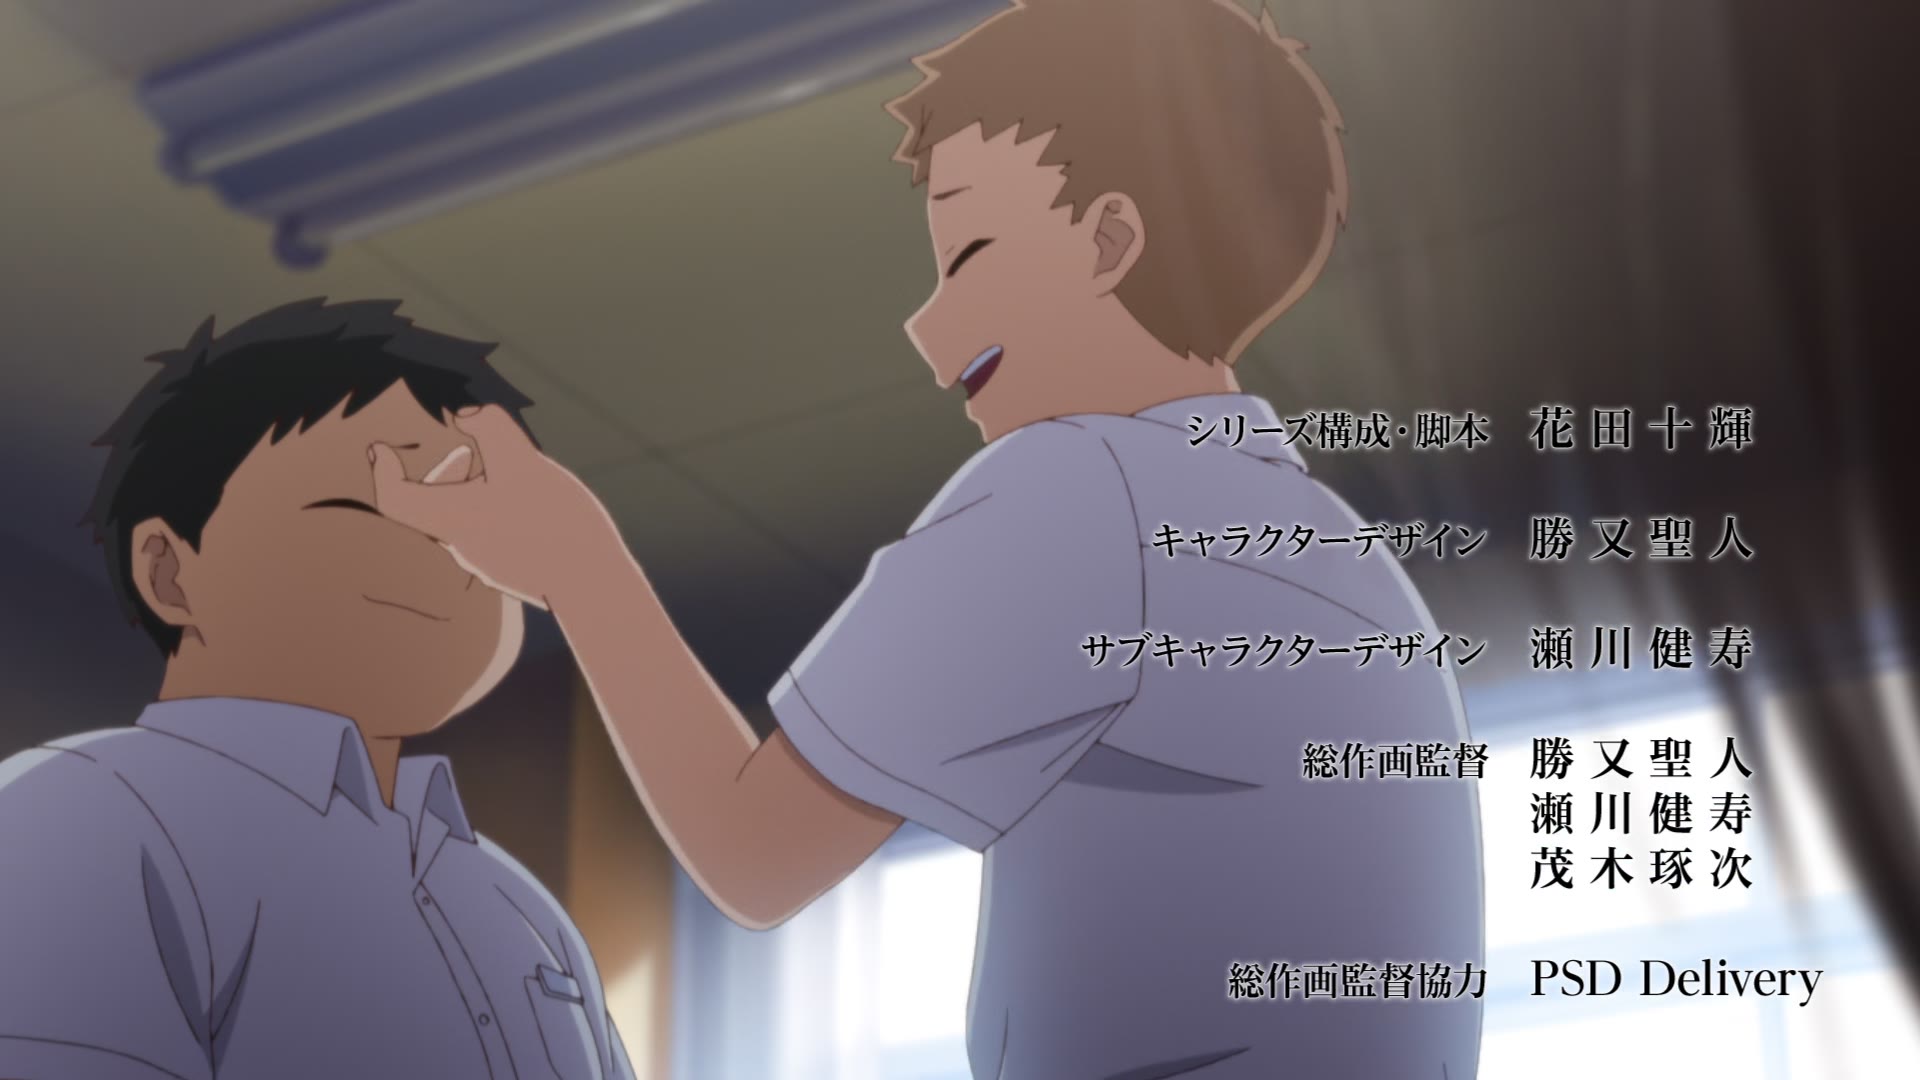 シリーズ構成・脚本 花田十輝
キャラクターデザイン 勝又聖人
サブキャラクターデザイン 瀬川健寿
総作画監督 勝又聖人
瀬川健寿
茂木琢次
総作画監督協力 PSD Delivery